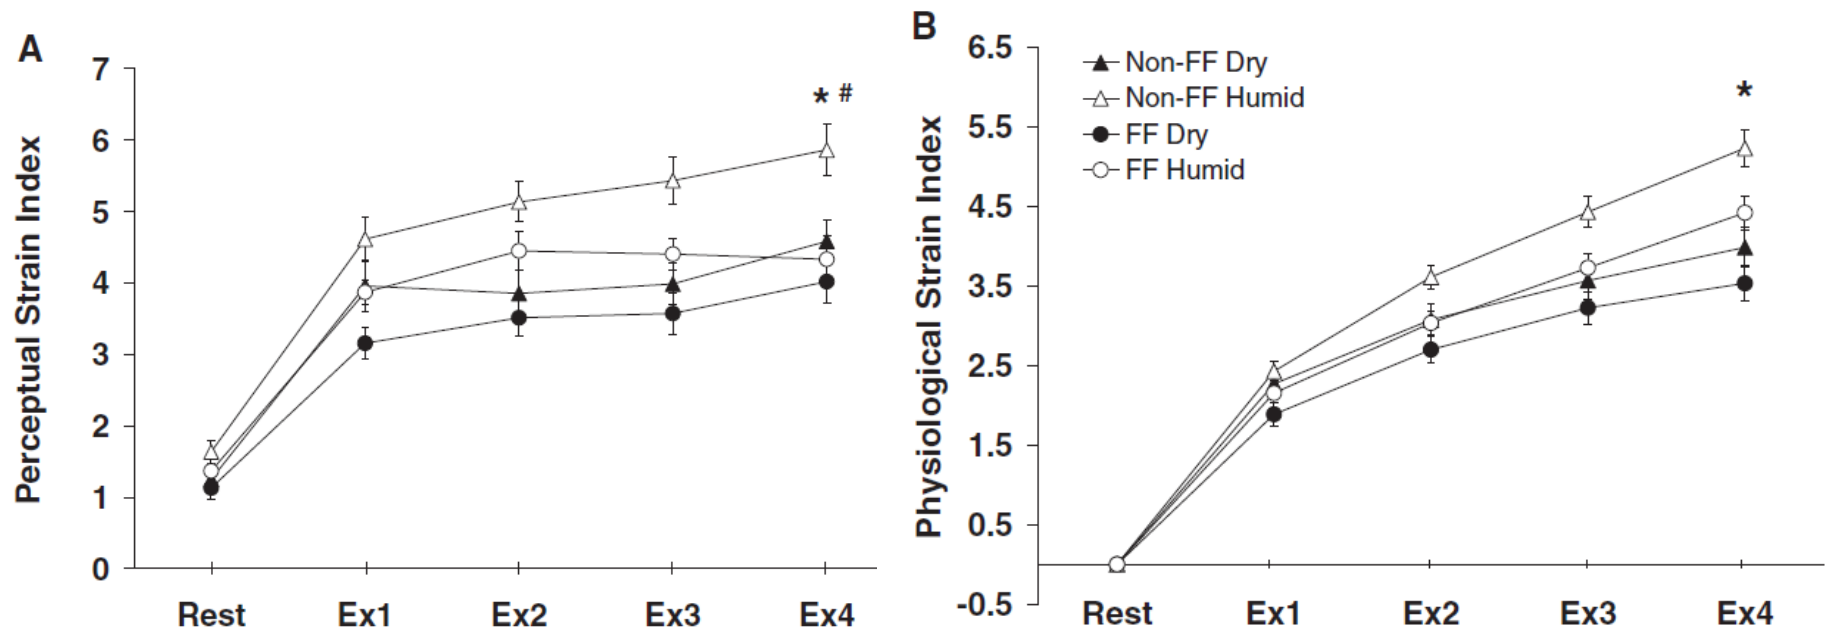 A
Perceptual Strain Index
7
6
5
4
3
2
1
0
* #
Rest Ex1 Ex2 Ex3 Ex4
B
Physiological Strain Index
6.5
5.5
4.5
3.5
2.5
1.5
0.5
-0.5
Non-FF Dry
Non-FF Humid
FF Dry
FF Humid
*
Rest Ex1 Ex2 Ex3 Ex4